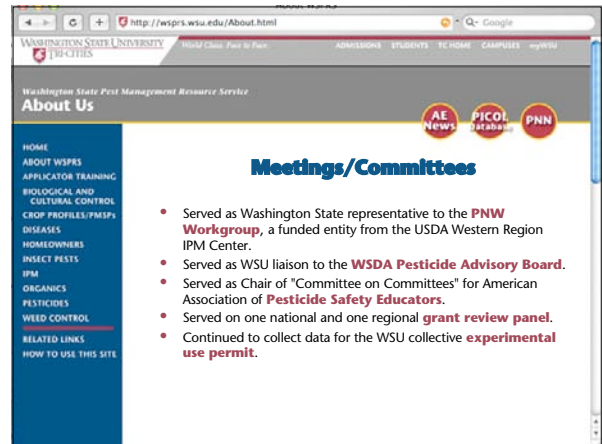 About WSPRS
http://wsprs.wsu.edu/About.html
Google
WASHINGTON STATE UNIVERSITY
TRI-CITIES
World Class. Face to Face.
ADMISSIONS STUDENTS TC HOME CAMPUSES myWSU
Washington State Pest Management Resource Service
About Us
AE News
PICOL Database
PNN
HOME
ABOUT WSPRS
APPLICATOR TRAINING
BIOLOGICAL AND
CULTURAL CONTROL
CROP PROFILES/PMSPs
DISEASES
HOMEOWNERS
INSECT PESTS
IPM
ORGANICS
PESTICIDES
WEED CONTROL
RELATED LINKS
HOW TO USE THIS SITE
Meetings/Committees
• Served as Washington State representative to the PNW
Workgroup, a funded entity from the USDA Western Region
IPM Center.
• Served as WSU liaison to the WSDA Pesticide Advisory Board.
• Served as Chair of "Committee on Committees" for American
Association of Pesticide Safety Educators.
• Served on one national and one regional grant review panel.
• Continued to collect data for the WSU collective experimental
use permit.